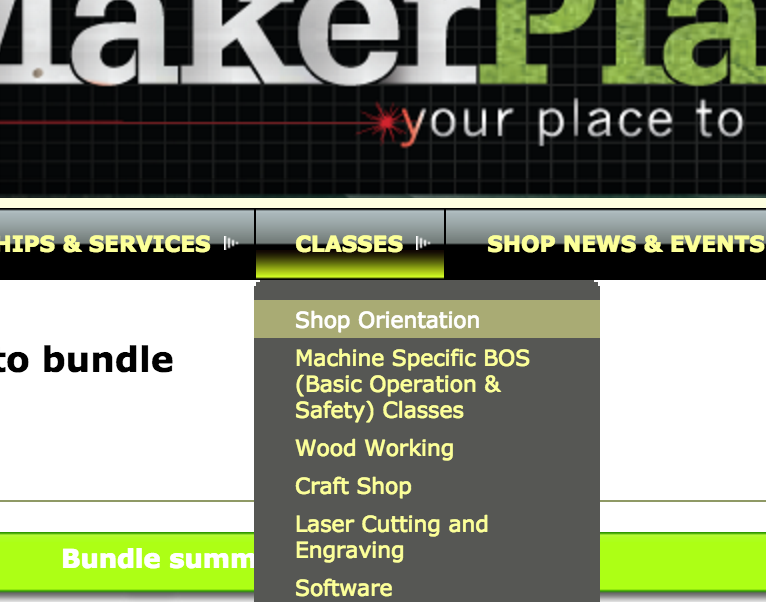 MakerPla
your place to
HIPS & SERVICES
CLASSES
SHOP NEWS & EVENTS
Shop Orientation
to bundle
Machine Specific BOS
(Basic Operation &
Safety) Classes
Wood Working
Craft Shop
Laser Cutting and
Engraving
Bundle summ
Software